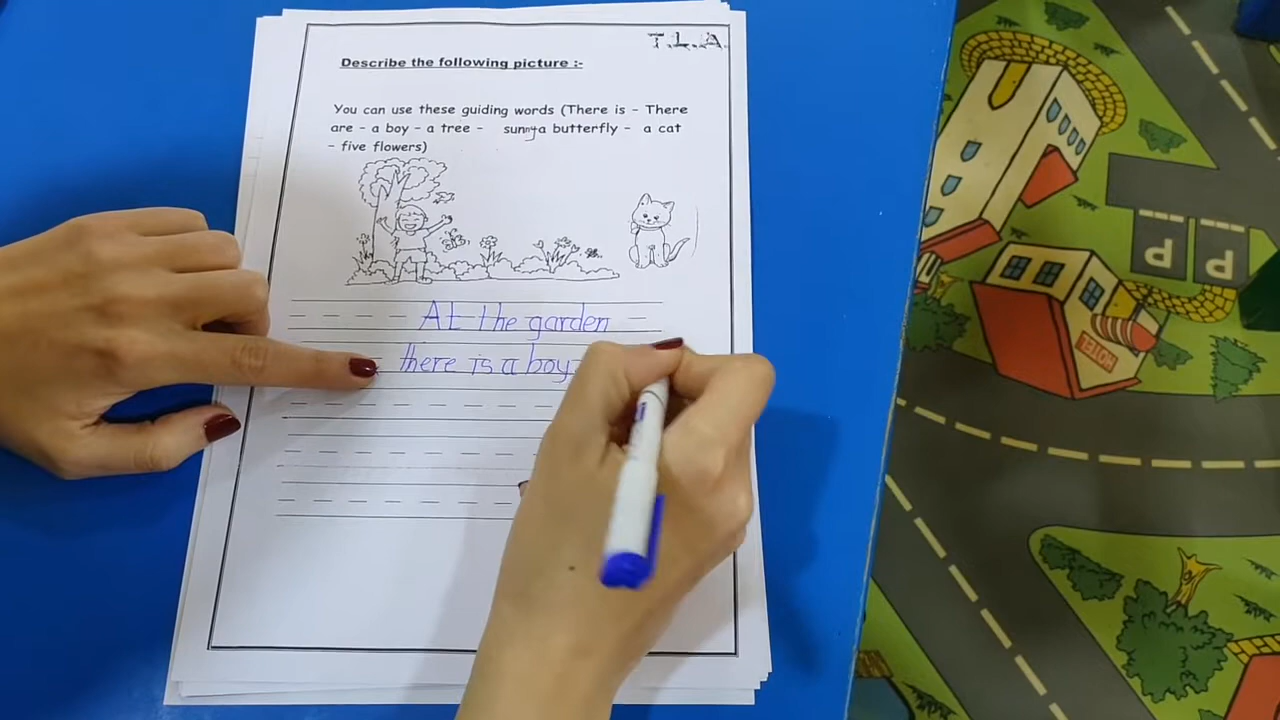 T.L.A.
Describe the following picture :-
You can use these guiding words (There is - There
are - a boy - a tree - sunny a butterfly - a cat
- five flowers)
At the garden
there is a boy
P P
HOTEL